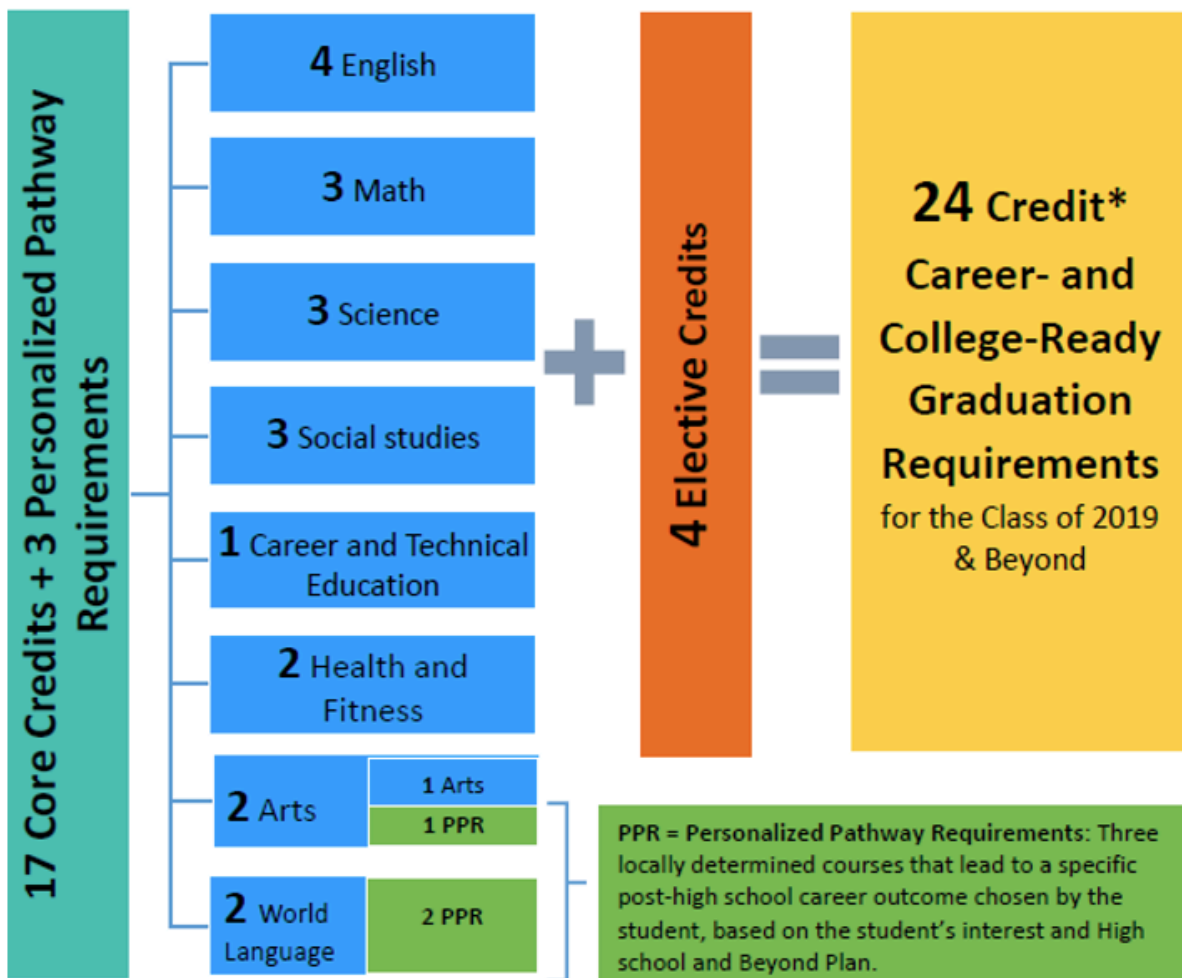 17 Core Credits + 3 Personalized Pathway
Requirements
4 English
3 Math
3 Science
3 Social studies
1 Career and Technical
Education
2 Health and
Fitness
2 Arts
1 Arts
1 PPR
2 World
Language
2 PPR
+
4 Elective Credits
=
24 Credit*
Career- and
College-Ready
Graduation
Requirements
for the Class of 2019
& Beyond
PPR = Personalized Pathway Requirements: Three
locally determined courses that lead to a specific
post-high school career outcome chosen by the
student, based on the student’s interest and High
school and Beyond Plan.